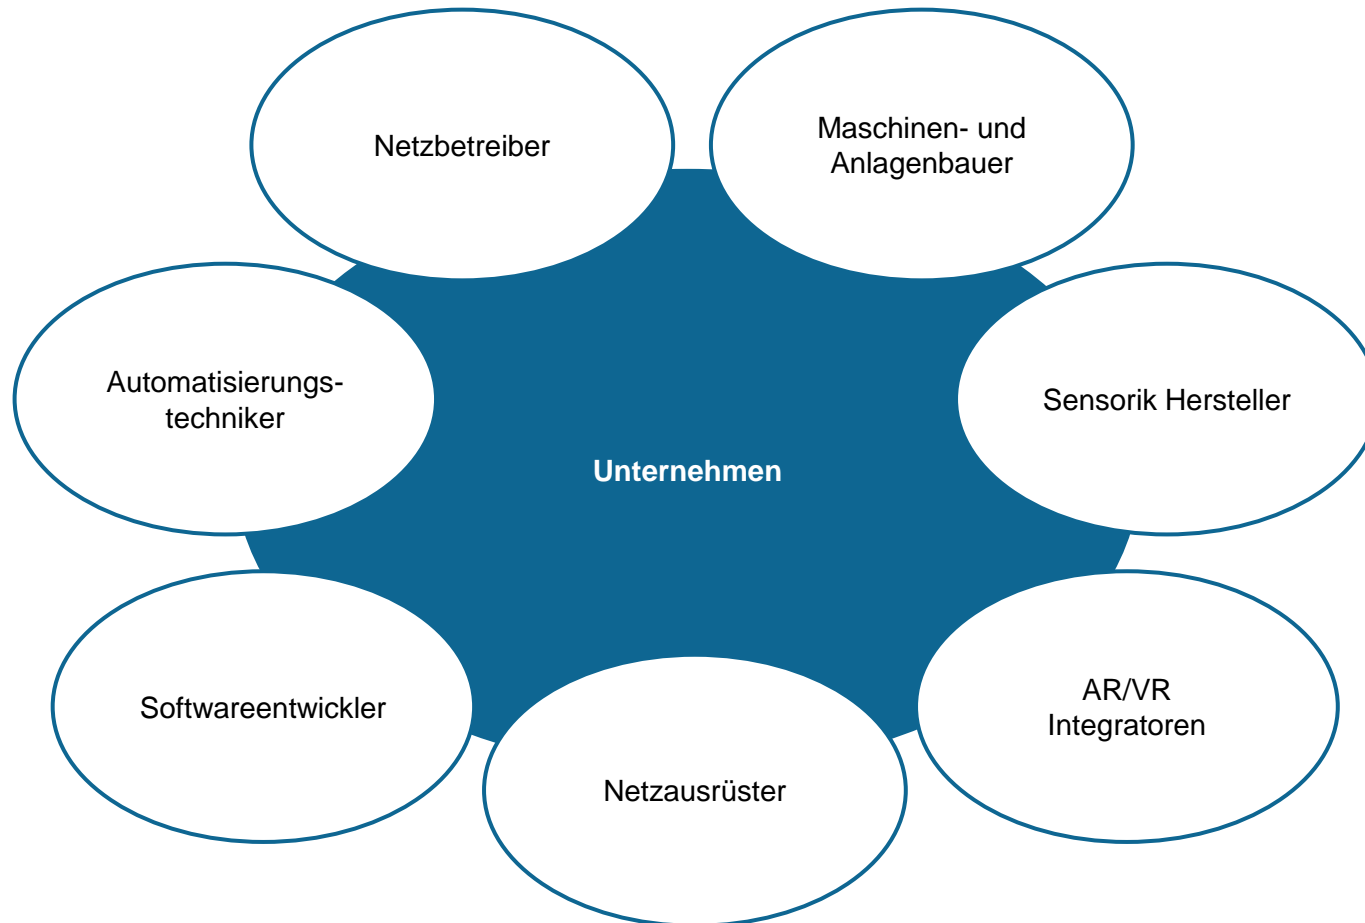 Netzbetreiber
Maschinen- und
Anlagenbauer
Automatisierungs-
techniker
Sensorik Hersteller
Unternehmen
Softwareentwickler
AR/VR
Integratoren
Netzausrüster